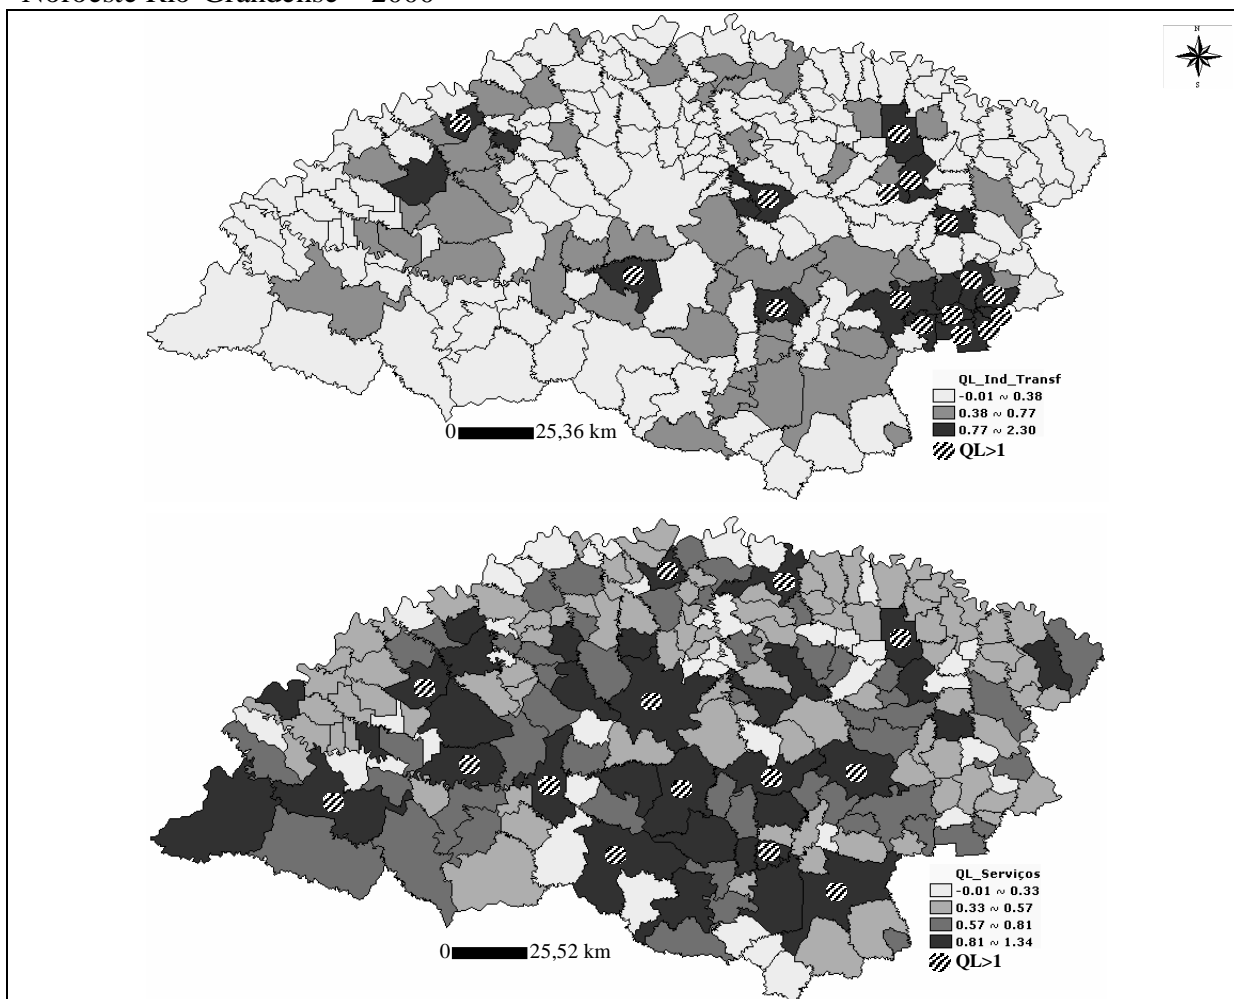 Noroeste Rio-Grandense – 2000
N
S
QL_Ind_Transf
-0.01 ~ 0.38
0.38 ~ 0.77
0.77 ~ 2.30
QL>1
0 25,36 km
QL_Serviços
-0.01 ~ 0.33
0.33 ~ 0.57
0.57 ~ 0.81
0.81 ~ 1.34
QL>1
0 25,52 km